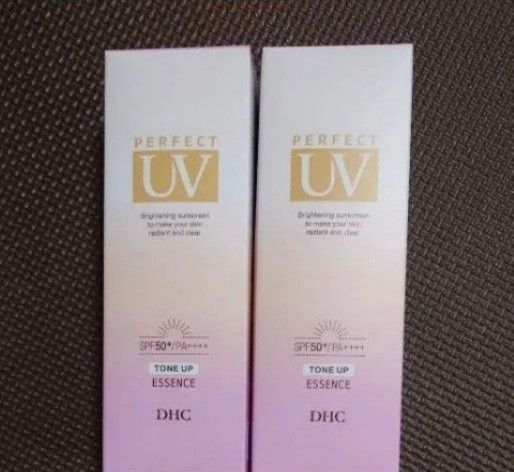 PERFECT
UV
Brightening sunscreen
to make your skin
radiant and clear
SPF50+/PA++++
TONE UP
ESSENCE
DHC
PERFECT
UV
Brightening sunscreen
to make your skin
radiant and clear
SPF50+/PA++++
TONE UP
ESSENCE
DHC